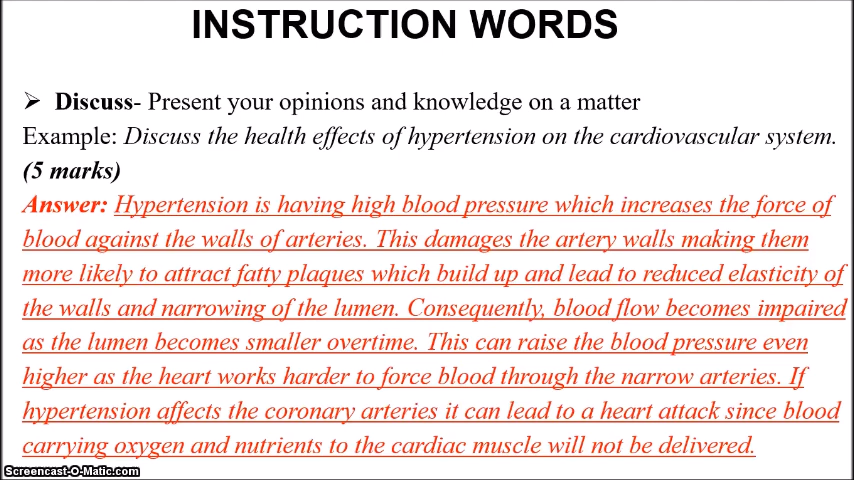 INSTRUCTION WORDS
➢ Discuss- Present your opinions and knowledge on a matter
Example: Discuss the health effects of hypertension on the cardiovascular system.
(5 marks)
Answer: Hypertension is having high blood pressure which increases the force of
blood against the walls of arteries. This damages the artery walls making them
more likely to attract fatty plaques which build up and lead to reduced elasticity of
the walls and narrowing of the lumen. Consequently, blood flow becomes impaired
as the lumen becomes smaller overtime. This can raise the blood pressure even
higher as the heart works harder to force blood through the narrow arteries. If
hypertension affects the coronary arteries it can lead to a heart attack since blood
carrying oxygen and nutrients to the cardiac muscle will not be delivered.
Screencast-O-Matic.com